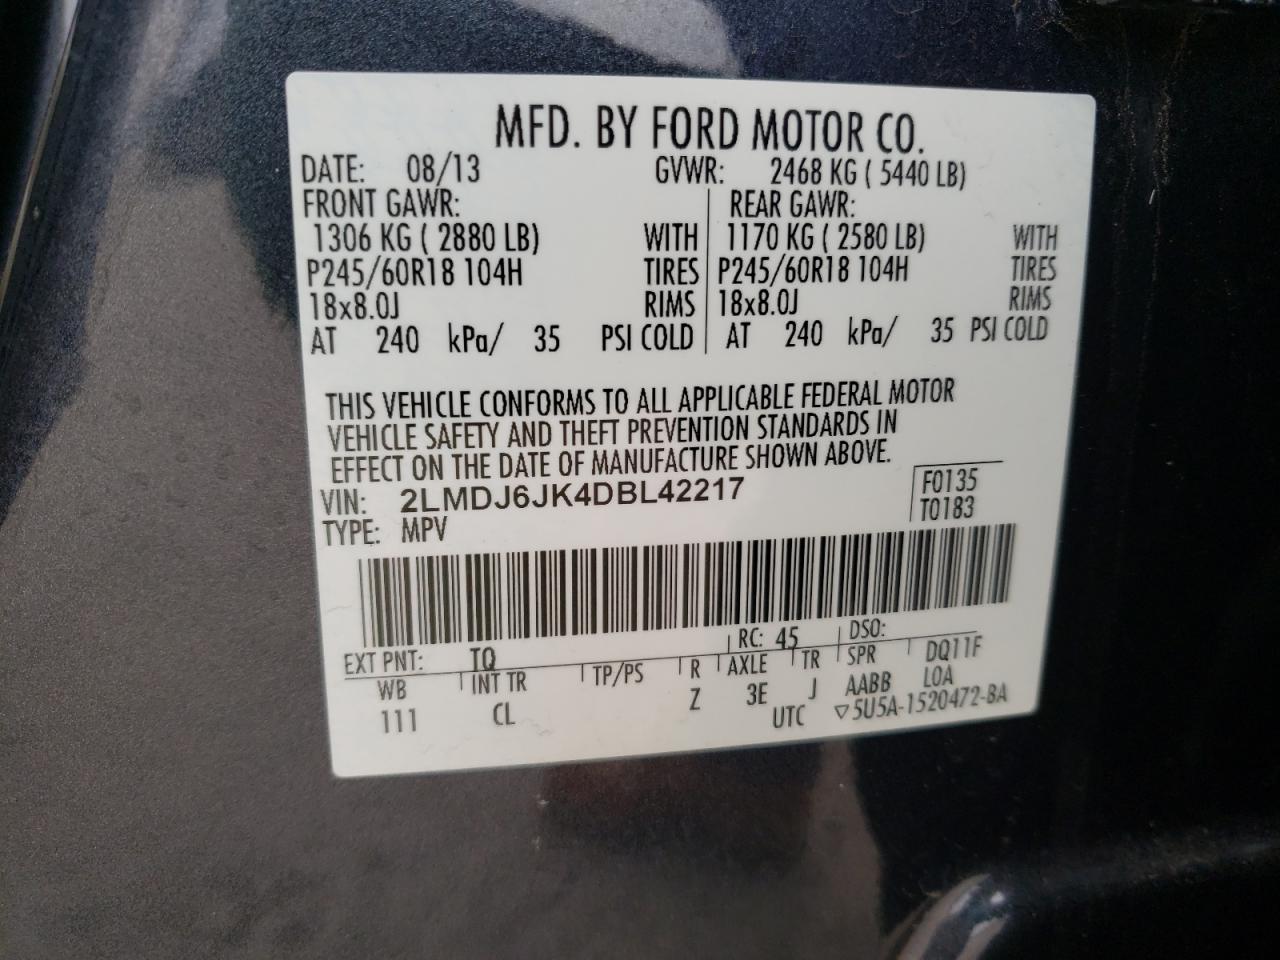 MFD. BY FORD MOTOR CO.
DATE: 08/13 GVWR: 2468 KG ( 5440 LB)
FRONT GAWR: REAR GAWR:
1306 KG ( 2880 LB) WITH 1170 KG ( 2580 LB) WITH
P245/60R18 104H TIRES P245/60R18 104H TIRES
18x8.0J RIMS 18x8.0J RIMS
AT 240 kPa/ 35 PSI COLD AT 240 kPa/ 35 PSI COLD
THIS VEHICLE CONFORMS TO ALL APPLICABLE FEDERAL MOTOR
VEHICLE SAFETY AND THEFT PREVENTION STANDARDS IN
EFFECT ON THE DATE OF MANUFACTURE SHOWN ABOVE.
VIN: 2LMDJ6JK4DBL42217 F0135
TYPE: MPV T0183
EXT PNT: TQ RC: 45 DSO:
WB INT TR TP/PS R AXLE TR SPR DQ11F
111 CL Z 3E J AABB LOA
UTC ▽5U5A-1520472-BA